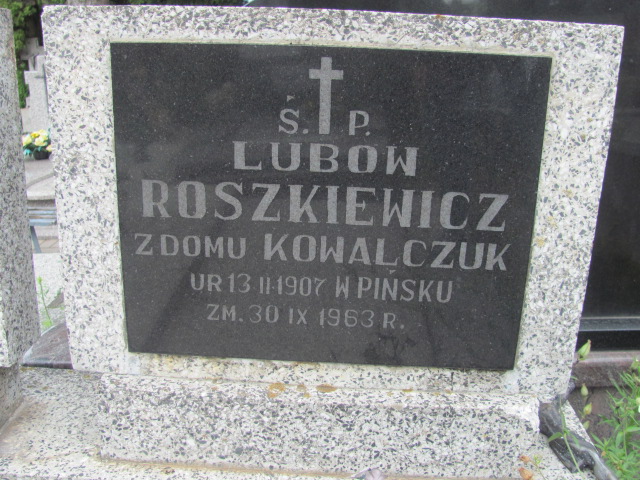 Ś. P.
LUBOW
ROSZKIEWICZ
Z DOMU KOWALCZUK
UR 13 II 1907 W PIŃSKU
ZM. 30 IX 1963 R.